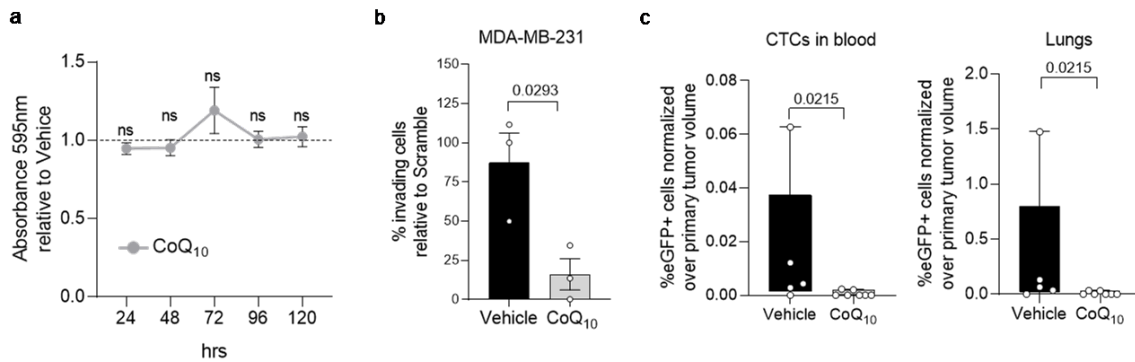 a
Absorbance 595nm
relative to Vehice
1.5
1.0
0.5
0.0
ns
ns
ns
ns
ns
CoQ10
24 48 72 96 120
hrs
b
MDA-MB-231
% invading cells
relative to Scramble
150
125
100
75
50
25
0
0.0293
Vehicle CoQ10
c
CTCs in blood
%eGFP+ cells normalized
over primary tumor volume
0.08
0.06
0.04
0.02
0.00
0.0215
Vehicle CoQ10
Lungs
%eGFP+ cells normalized
over primary tumor volume
2.0
1.5
1.0
0.5
0.0
0.0215
Vehicle CoQ10